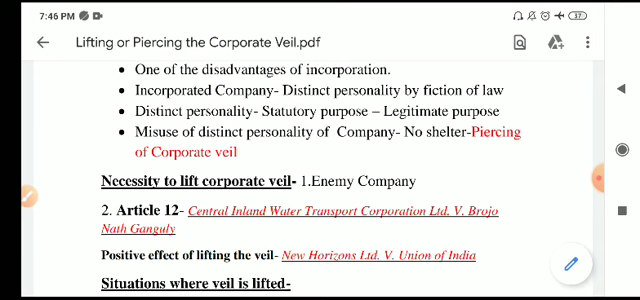 7:46 PM
37
Lifting or Piercing the Corporate Veil.pdf
• One of the disadvantages of incorporation.
• Incorporated Company- Distinct personality by fiction of law
• Distinct personality- Statutory purpose – Legitimate purpose
• Misuse of distinct personality of Company- No shelter-Piercing
of Corporate veil
Necessity to lift corporate veil- 1.Enemy Company
2. Article 12- Central Inland Water Transport Corporation Ltd. V. Brojo
Nath Ganguly
Positive effect of lifting the veil- New Horizons Ltd. V. Union of India
Situations where veil is lifted-